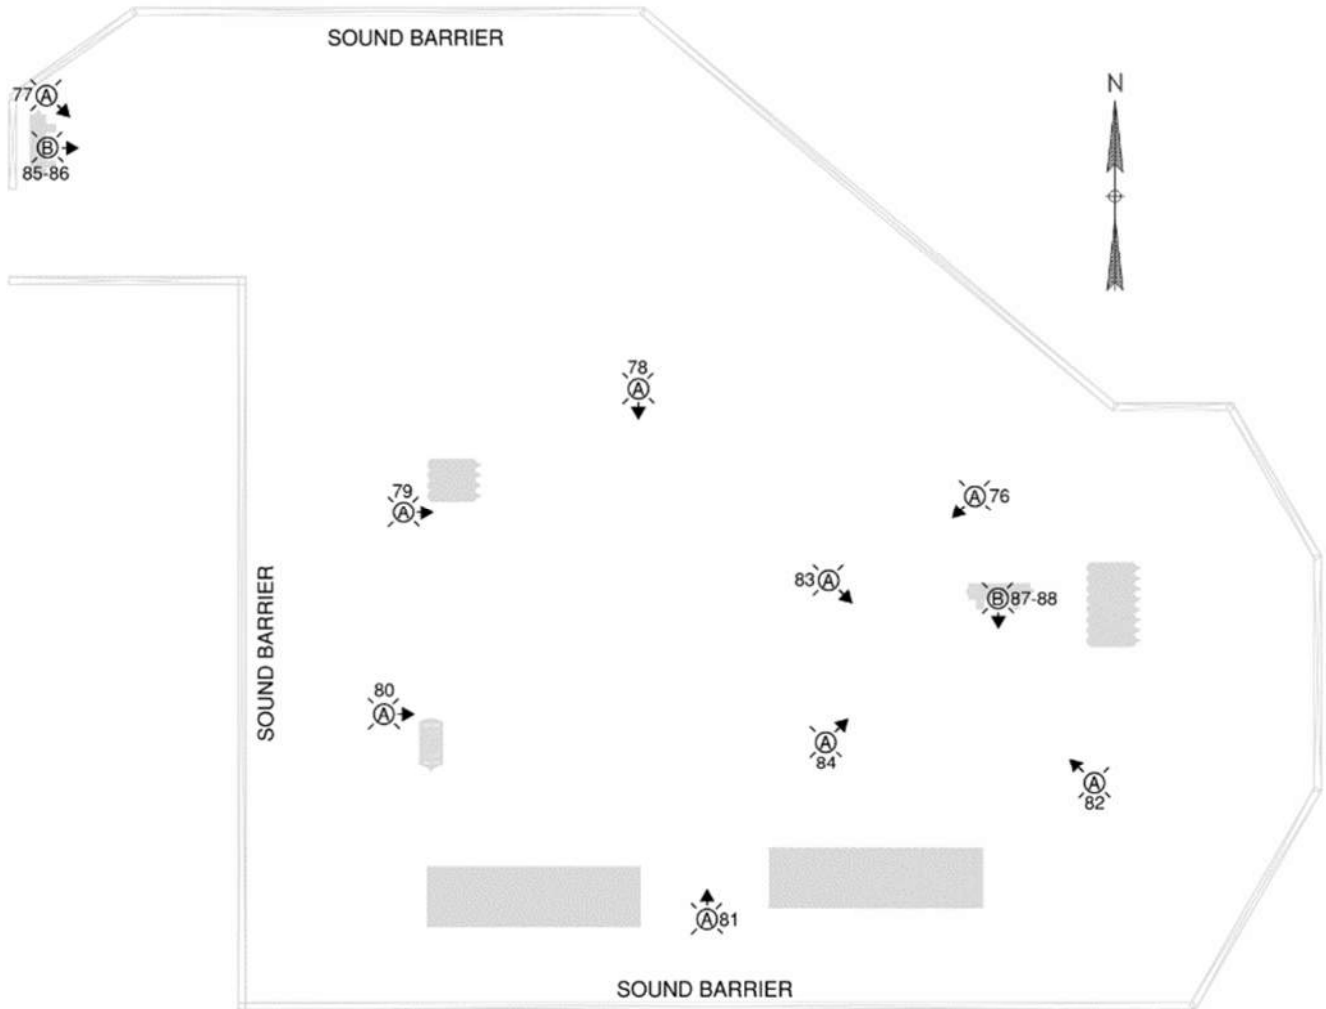 SOUND BARRIER
N
77 A
B
85-86
78
A
79
A
A 76
83 A
B 87-88
SOUND BARRIER
80
A
A
84
A
82
A 81
SOUND BARRIER